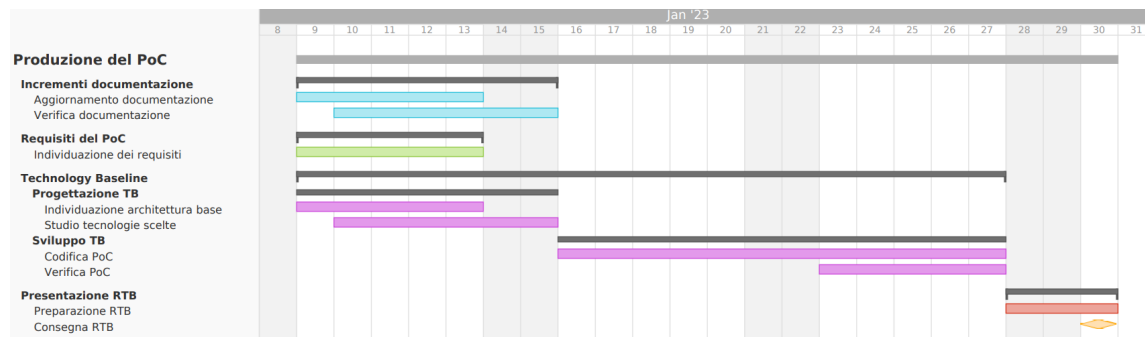 Jan '23
8 9 10 11 12 13 14 15 16 17 18 19 20 21 22 23 24 25 26 27 28 29 30 31
Produzione del PoC
Incrementi documentazione
Aggiornamento documentazione
Verifica documentazione
Requisiti del PoC
Individuazione dei requisiti
Technology Baseline
Progettazione TB
Individuazione architettura base
Studio tecnologie scelte
Sviluppo TB
Codifica PoC
Verifica PoC
Presentazione RTB
Preparazione RTB
Consegna RTB